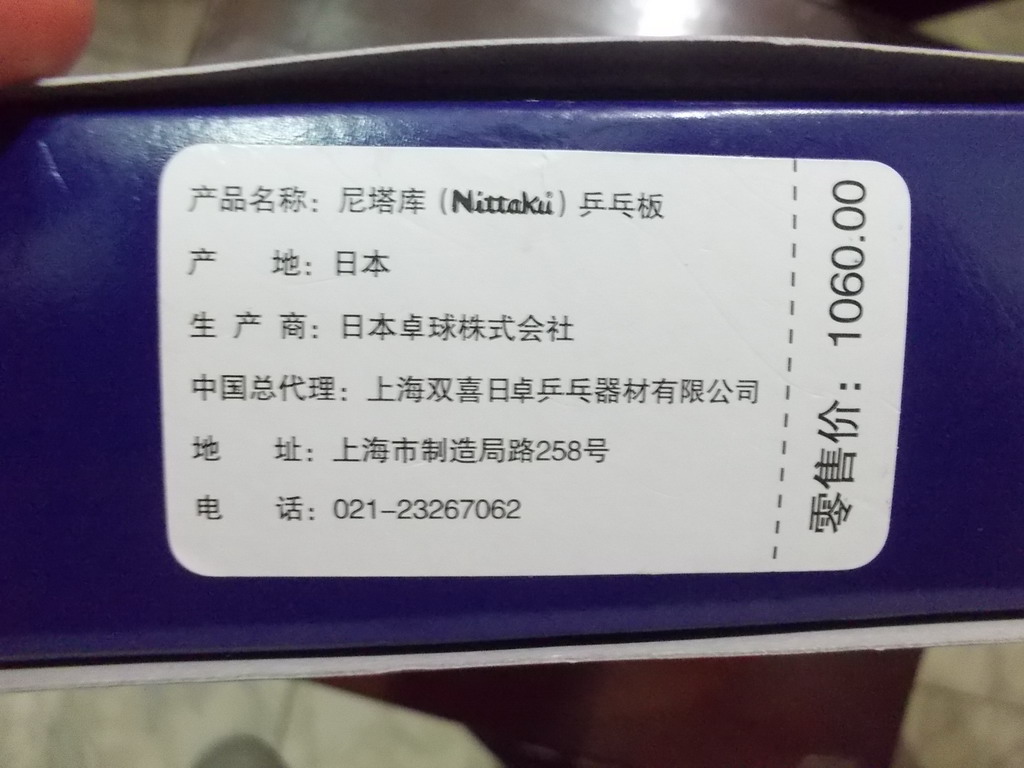 产品名称：尼塔库（Nittaku）乒乓板
产 地：日本
生产商：日本卓球株式会社
中国总代理：上海双喜日卓乒乓器材有限公司
地 址：上海市制造局路258号
电 话：021-23267062
零售价：1060.00